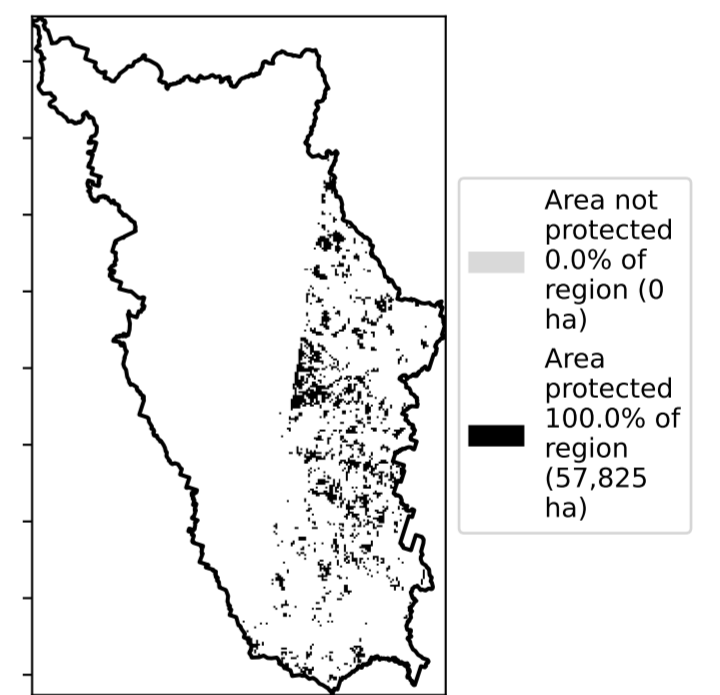 Area not
protected
0.0% of
region (0
ha)
Area
protected
100.0% of
region
(57,825
ha)